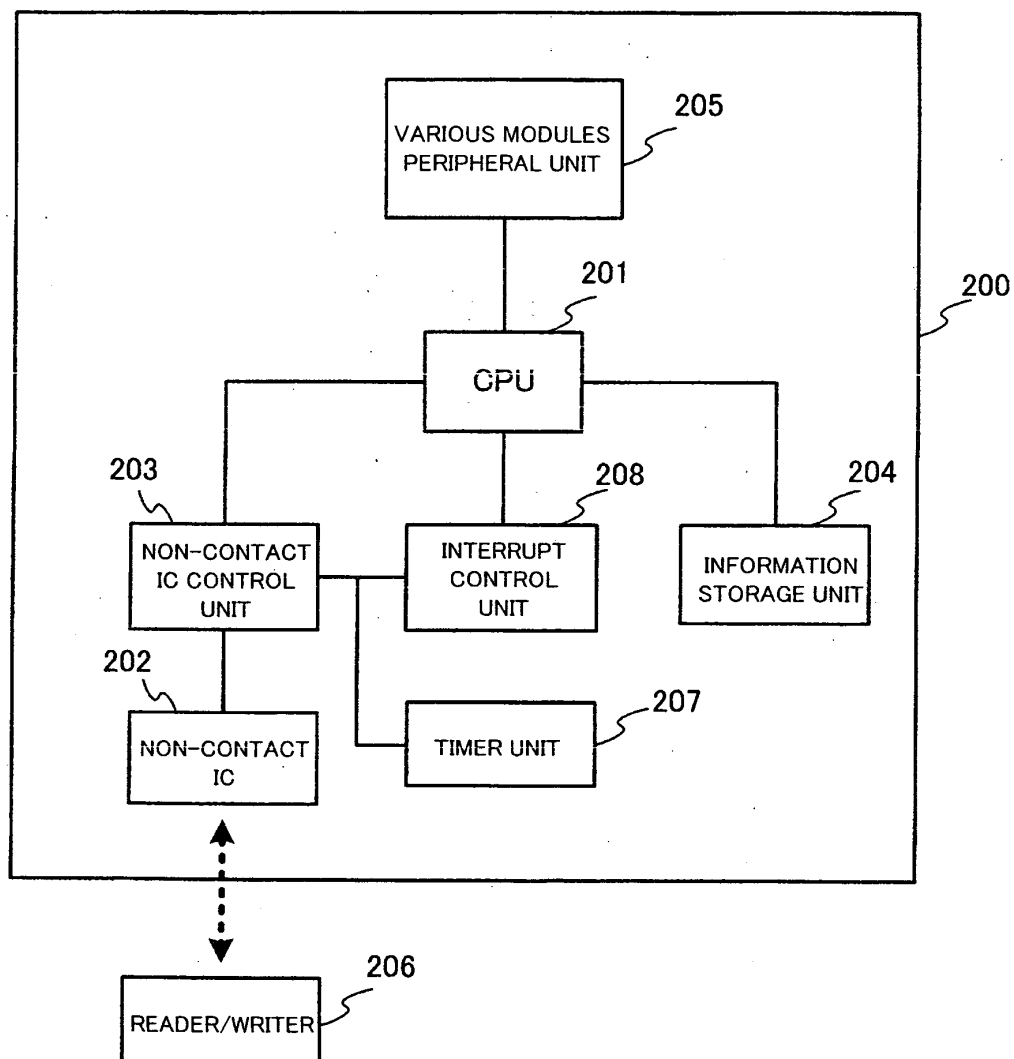 205
VARIOUS MODULES
PERIPHERAL UNIT
201
200
CPU
203
208
204
NON-CONTACT
IC CONTROL
UNIT
INTERRUPT
CONTROL
UNIT
INFORMATION
STORAGE UNIT
202
207
NON-CONTACT
IC
TIMER UNIT
206
READER/WRITER